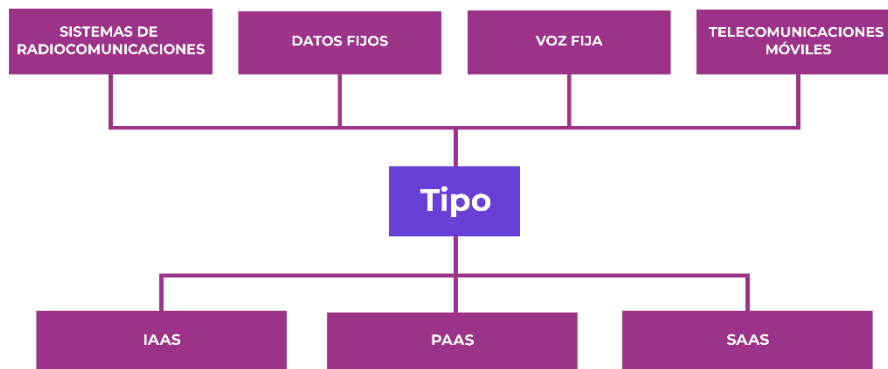 SISTEMAS DE
RADIOCOMUNICACIONES
DATOS FIJOS
VOZ FIJA
TELECOMUNICACIONES
MÓVILES
Tipo
IAAS
PAAS
SAAS